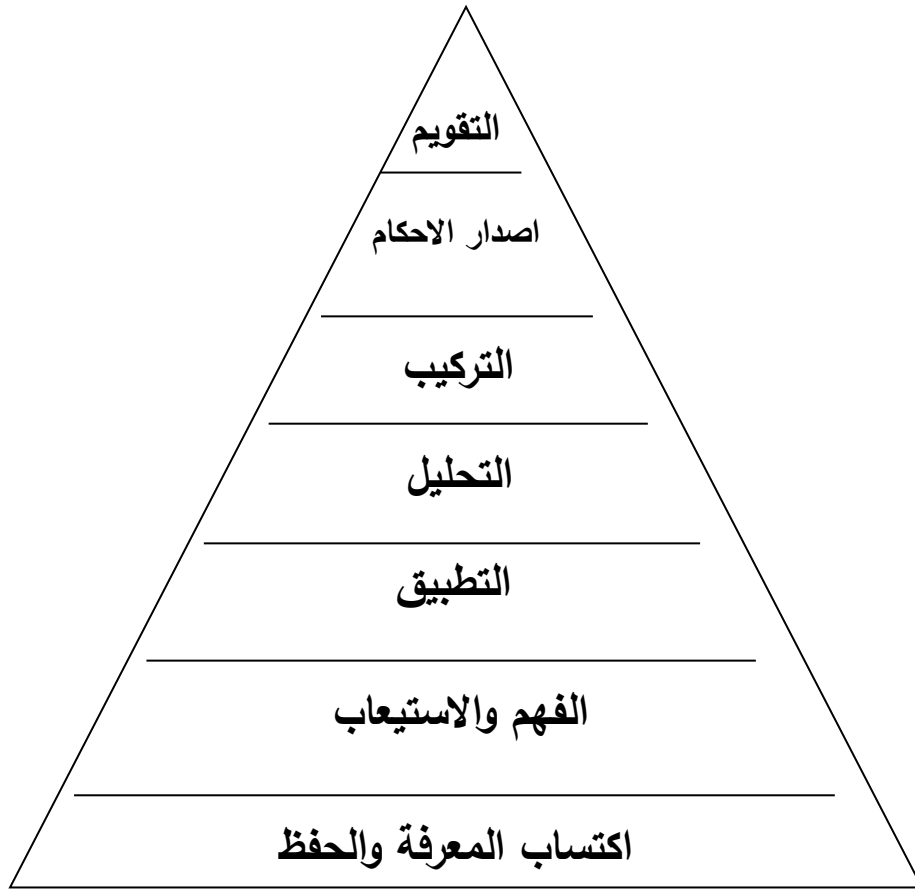 التقويم
اصدار الاحكام
التركيب
التحليل
التطبيق
الفهم والاستيعاب
اكتساب المعرفة والحفظ